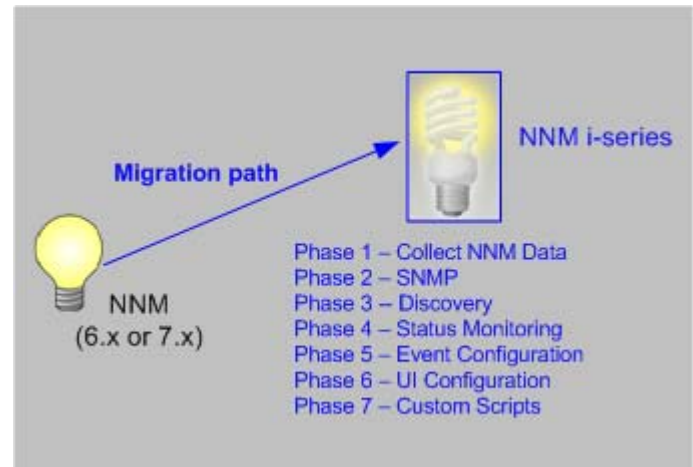 NNM i-series
Migration path
NNM
(6.x or 7.x)
Phase 1 – Collect NNM Data
Phase 2 – SNMP
Phase 3 – Discovery
Phase 4 – Status Monitoring
Phase 5 – Event Configuration
Phase 6 – UI Configuration
Phase 7 – Custom Scripts